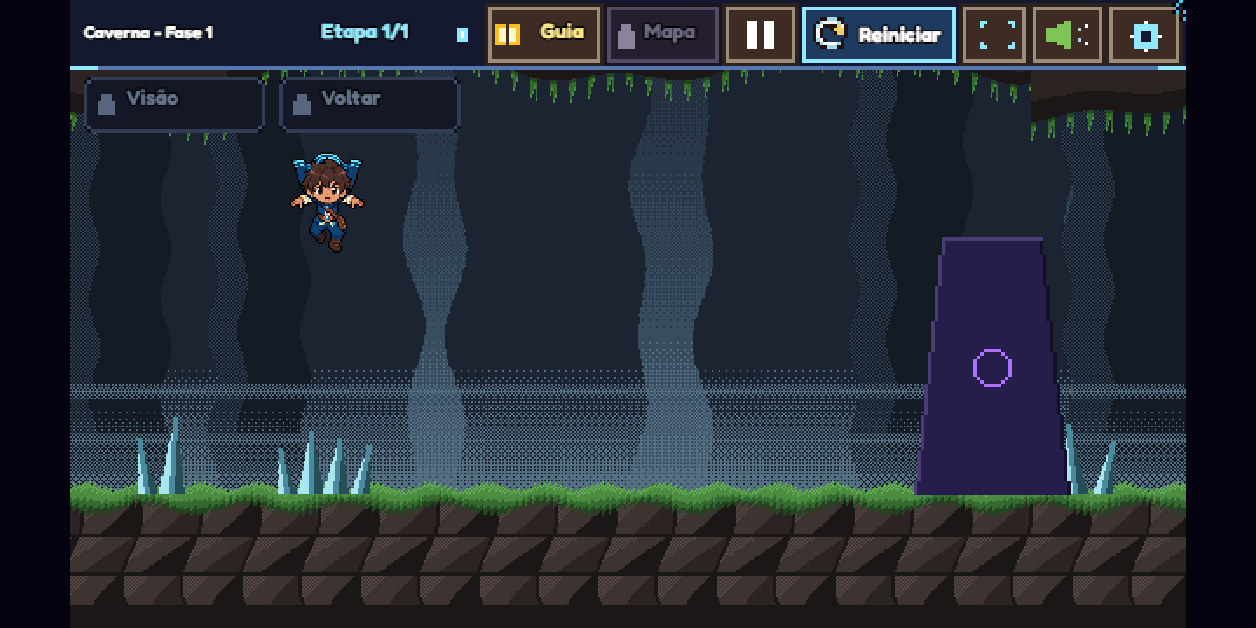 Caverna - Fase 1
Etapa 1/1
Guia
Mapa
Reiniciar
Visão
Voltar